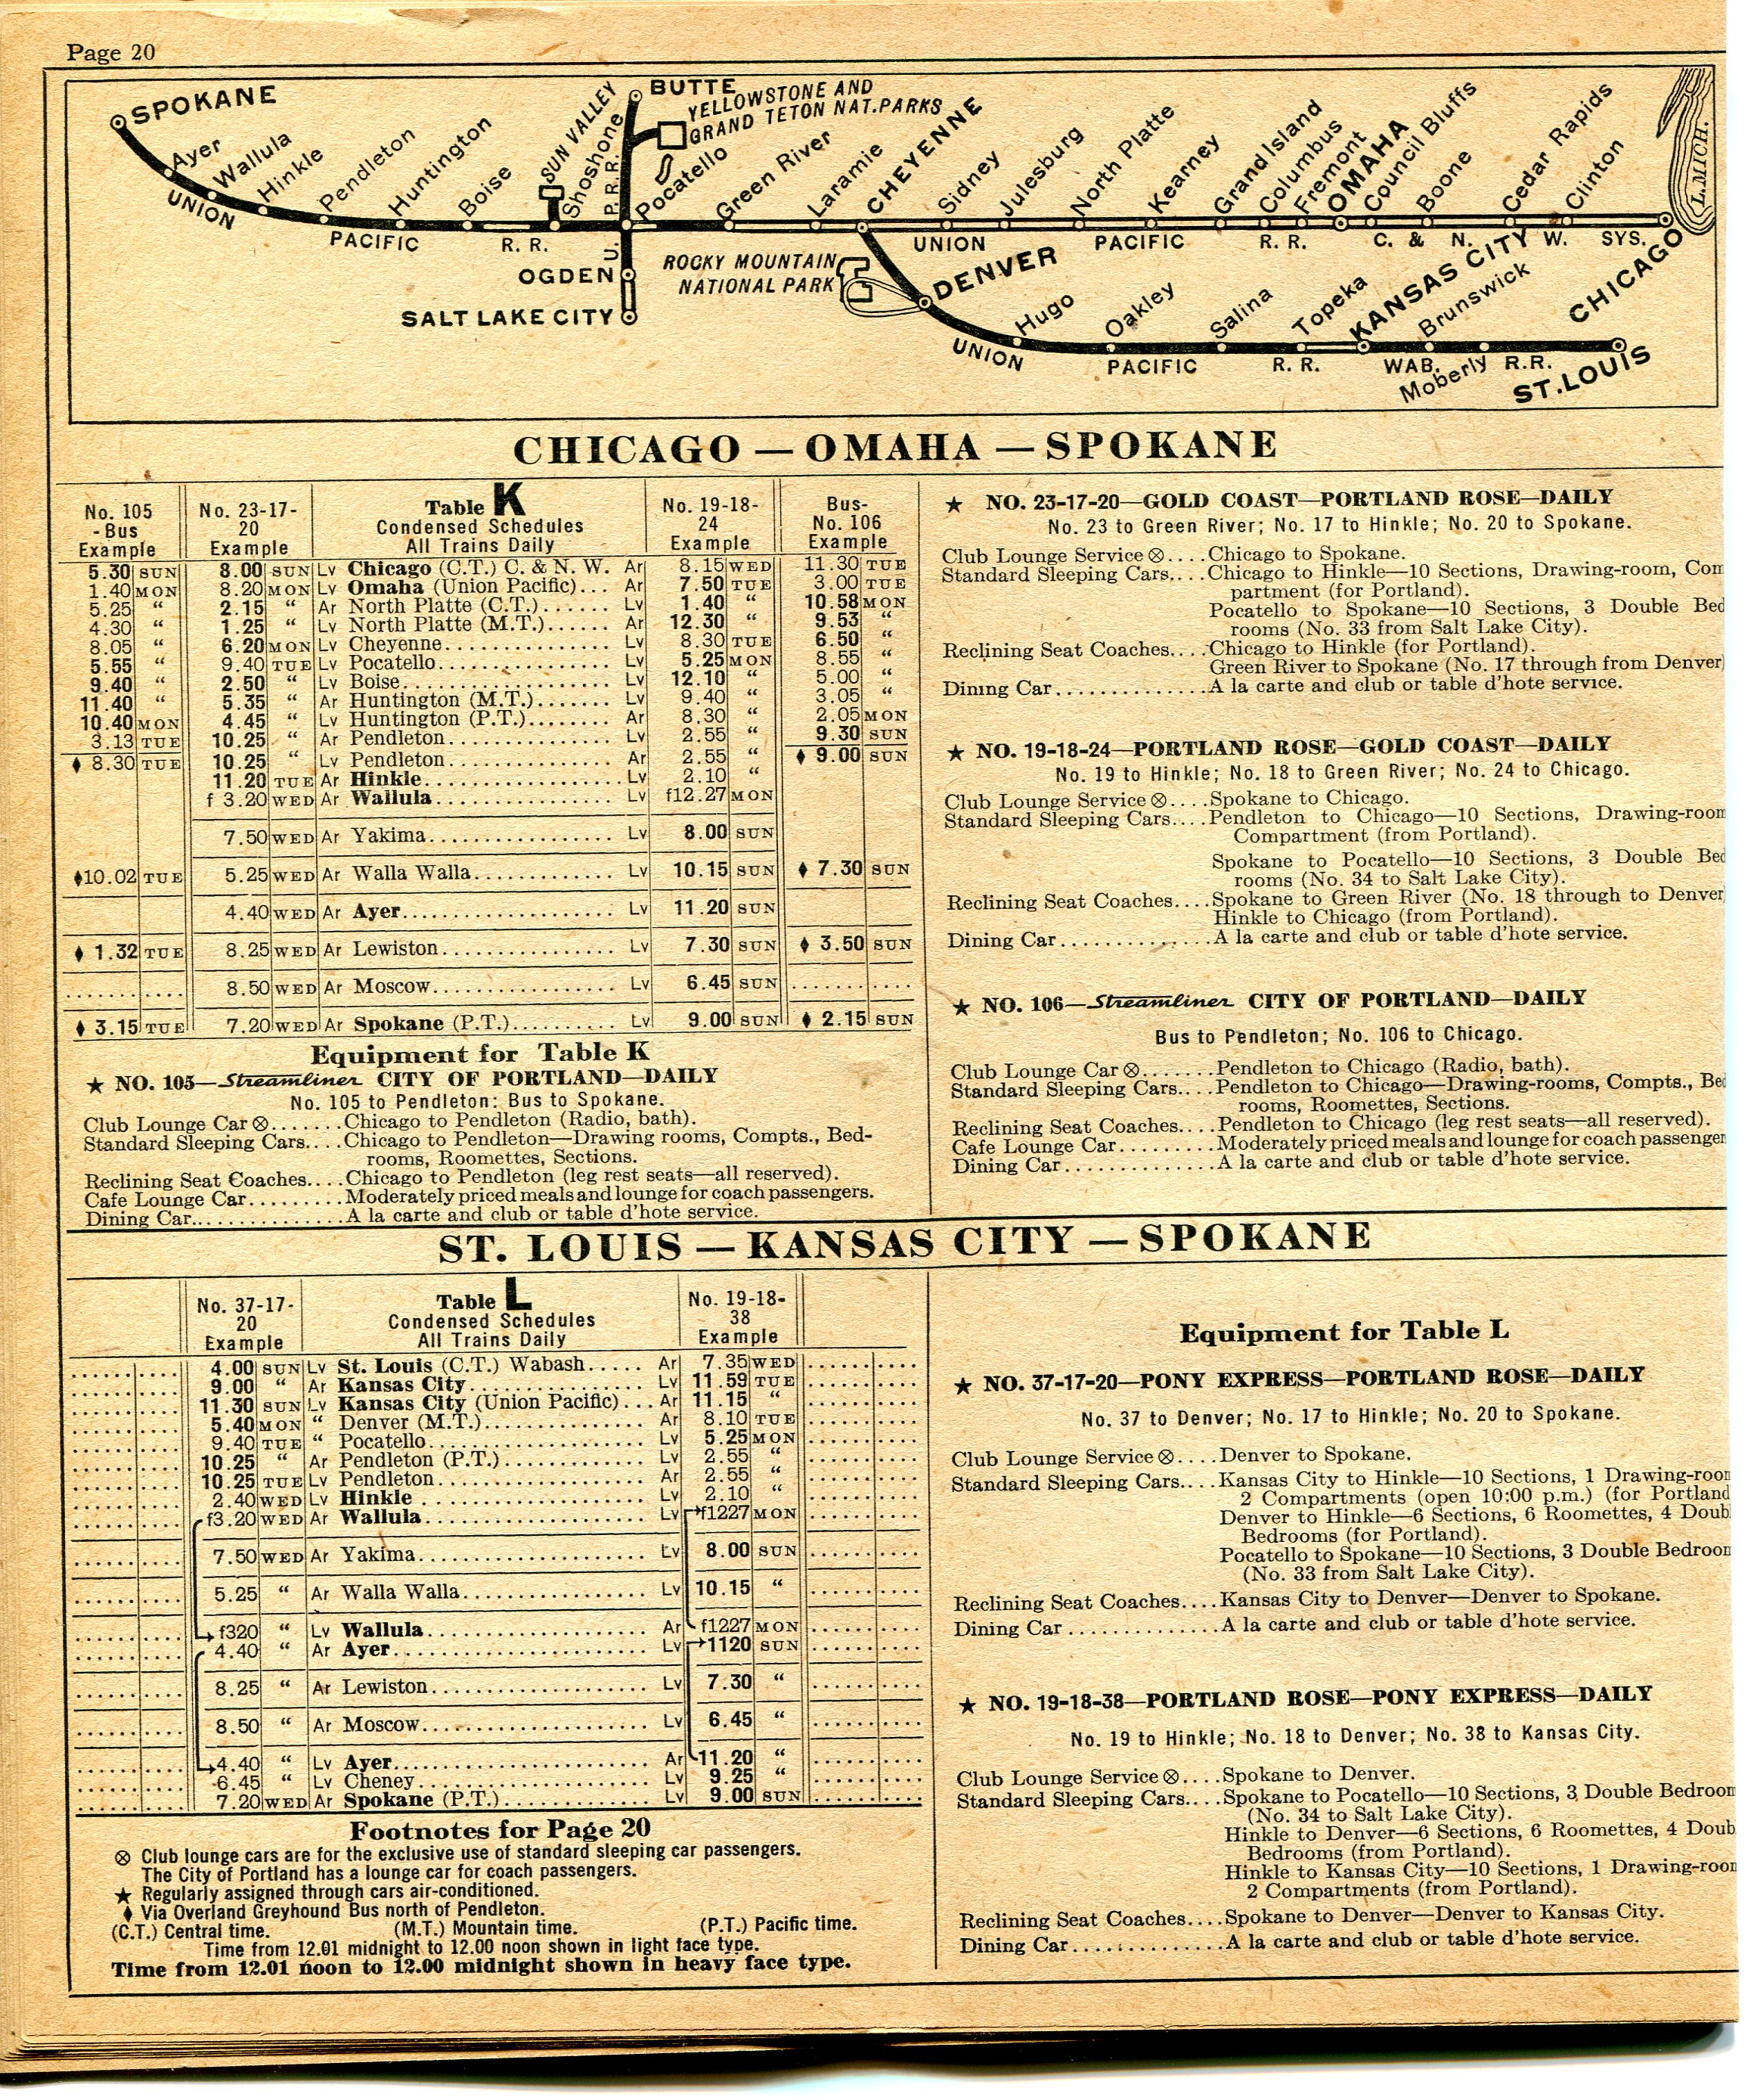 Page 20
SPOKANE
Ayer
Wallula
Hinkle
Pendleton
Huntington
Boise
SUN VALLEY
Shoshone
BUTTE
YELLOWSTONE AND
GRAND TETON NAT. PARKS
Pocatello
Green River
Laramie
CHEYENNE
Sidney
Julesburg
North Platte
Kearney
Grand Island
Columbus
Fremont
OMAHA
Council Bluffs
Boone
Cedar Rapids
Clinton
L. MICH.
UNION PACIFIC R. R. U. P. R. R. UNION PACIFIC R. R. C. & N. W. SYS.
CHICAGO
OGDEN
SALT LAKE CITY
ROCKY MOUNTAIN
NATIONAL PARK
DENVER
Hugo
Oakley
Salina
Topeka
KANSAS CITY
Brunswick
Moberly
ST. LOUIS
UNION PACIFIC R. R. WAB. R.R.
CHICAGO — OMAHA — SPOKANE
No. 105 - Bus Example | No. 23-17-20 Example | Table K Condensed Schedules All Trains Daily | No. 19-18-24 Example | Bus- No. 106 Example
5.30 SUN 8.00 SUN Lv Chicago (C.T.) C. & N. W. Ar 8.15 WED 11.30 TUE
1.40 MON 8.20 MON Lv Omaha (Union Pacific)... Ar 7.50 TUE 3.00 TUE
5.25 “ 2.15 “ Ar North Platte (C.T.)...... Lv 1.40 “ 10.58 MON
4.30 “ 1.25 “ Lv North Platte (M.T.)...... Ar 12.30 “ 9.53 “
8.05 “ 6.20 MON Lv Cheyenne................ Lv 8.30 TUE 6.50 “
5.55 “ 9.40 TUE Lv Pocatello................ Lv 5.25 MON 8.55 “
9.40 “ 2.50 “ Lv Boise.................... Lv 12.10 “ 5.00 “
11.40 “ 5.35 “ Ar Huntington (M.T.)....... Lv 9.40 “ 3.05 “
10.40 MON 4.45 “ Lv Huntington (P.T.)....... Ar 8.30 “ 2.05 MON
3.13 TUE 10.25 “ Ar Pendleton............... Lv 2.55 “ 9.30 SUN
♦ 8.30 TUE 10.25 “ Lv Pendleton............... Ar 2.55 “ ♦ 9.00 SUN
11.20 TUE Ar Hinkle.................. Lv 2.10 “
f 3.20 WED Ar Wallula................. Lv f12.27 MON
7.50 WED Ar Yakima................. Lv 8.00 SUN
♦10.02 TUE 5.25 WED Ar Walla Walla............. Lv 10.15 SUN ♦ 7.30 SUN
4.40 WED Ar Ayer.................... Lv 11.20 SUN
♦ 1.32 TUE 8.25 WED Ar Lewiston................ Lv 7.30 SUN ♦ 3.50 SUN
8.50 WED Ar Moscow................. Lv 6.45 SUN
♦ 3.15 TUE 7.20 WED Ar Spokane (P.T.).......... Lv 9.00 SUN ♦ 2.15 SUN
Equipment for Table K
★ NO. 105—Streamliner CITY OF PORTLAND—DAILY
No. 105 to Pendleton: Bus to Spokane.
Club Lounge Car ⊗.......Chicago to Pendleton (Radio, bath).
Standard Sleeping Cars....Chicago to Pendleton—Drawing rooms, Compts., Bed-
rooms, Roomettes, Sections.
Reclining Seat Coaches....Chicago to Pendleton (leg rest seats—all reserved).
Cafe Lounge Car.........Moderately priced meals and lounge for coach passengers.
Dining Car..............A la carte and club or table d'hote service.
★ NO. 23-17-20—GOLD COAST—PORTLAND ROSE—DAILY
No. 23 to Green River; No. 17 to Hinkle; No. 20 to Spokane.
Club Lounge Service ⊗....Chicago to Spokane.
Standard Sleeping Cars....Chicago to Hinkle—10 Sections, Drawing-room, Com
partment (for Portland).
Pocatello to Spokane—10 Sections, 3 Double Bed
rooms (No. 33 from Salt Lake City).
Reclining Seat Coaches....Chicago to Hinkle (for Portland).
Green River to Spokane (No. 17 through from Denver)
Dining Car..............A la carte and club or table d'hote service.
★ NO. 19-18-24—PORTLAND ROSE—GOLD COAST—DAILY
No. 19 to Hinkle; No. 18 to Green River; No. 24 to Chicago.
Club Lounge Service ⊗....Spokane to Chicago.
Standard Sleeping Cars....Pendleton to Chicago—10 Sections, Drawing-room
Compartment (from Portland).
Spokane to Pocatello—10 Sections, 3 Double Bed
rooms (No. 34 to Salt Lake City).
Reclining Seat Coaches....Spokane to Green River (No. 18 through to Denver)
Hinkle to Chicago (from Portland).
Dining Car..............A la carte and club or table d'hote service.
★ NO. 106—Streamliner CITY OF PORTLAND—DAILY
Bus to Pendleton; No. 106 to Chicago.
Club Lounge Car ⊗.......Pendleton to Chicago (Radio, bath).
Standard Sleeping Cars....Pendleton to Chicago—Drawing-rooms, Compts., Bed
rooms, Roomettes, Sections.
Reclining Seat Coaches....Pendleton to Chicago (leg rest seats—all reserved).
Cafe Lounge Car.........Moderately priced meals and lounge for coach passenger
Dining Car..............A la carte and club or table d'hote service.
ST. LOUIS — KANSAS CITY — SPOKANE
No. 37-17-20 Example | Table L Condensed Schedules All Trains Daily | No. 19-18-38 Example
4.00 SUN Lv St. Louis (C.T.) Wabash..... Ar 7.35 WED
9.00 “ Ar Kansas City.............. Lv 11.59 TUE
11.30 SUN Lv Kansas City (Union Pacific)... Ar 11.15 “
5.40 MON “ Denver (M.T.)............ Ar 8.10 TUE
9.40 TUE “ Pocatello................ Lv 5.25 MON
10.25 “ Ar Pendleton (P.T.).......... Lv 2.55 “
10.25 TUE Lv Pendleton............... Ar 2.55 “
2.40 WED Lv Hinkle.................. Lv 2.10 “
f3.20 WED Ar Wallula................. Lv f1227 MON
7.50 WED Ar Yakima................. Lv 8.00 SUN
5.25 “ Ar Walla Walla............. Lv 10.15 “
f320 “ Lv Wallula................. Ar f1227 MON
4.40 “ Ar Ayer.................... Lv 1120 SUN
8.25 “ Ar Lewiston................ Lv 7.30 “
8.50 “ Ar Moscow................. Lv 6.45 “
4.40 “ Lv Ayer.................... Ar 11.20 “
6.45 “ Lv Cheney.................. Lv 9.25 “
7.20 WED Ar Spokane (P.T.).......... Lv 9.00 SUN
Footnotes for Page 20
⊗ Club lounge cars are for the exclusive use of standard sleeping car passengers.
The City of Portland has a lounge car for coach passengers.
★ Regularly assigned through cars air-conditioned.
♦ Via Overland Greyhound Bus north of Pendleton.
(C.T.) Central time. (M.T.) Mountain time. (P.T.) Pacific time.
Time from 12.01 midnight to 12.00 noon shown in light face type.
Time from 12.01 noon to 12.00 midnight shown in heavy face type.
Equipment for Table L
★ NO. 37-17-20—PONY EXPRESS—PORTLAND ROSE—DAILY
No. 37 to Denver; No. 17 to Hinkle; No. 20 to Spokane.
Club Lounge Service ⊗....Denver to Spokane.
Standard Sleeping Cars....Kansas City to Hinkle—10 Sections, 1 Drawing-room
2 Compartments (open 10:00 p.m.) (for Portland
Denver to Hinkle—6 Sections, 6 Roomettes, 4 Doub
Bedrooms (for Portland).
Pocatello to Spokane—10 Sections, 3 Double Bedroom
(No. 33 from Salt Lake City).
Reclining Seat Coaches....Kansas City to Denver—Denver to Spokane.
Dining Car..............A la carte and club or table d'hote service.
★ NO. 19-18-38—PORTLAND ROSE—PONY EXPRESS—DAILY
No. 19 to Hinkle; No. 18 to Denver; No. 38 to Kansas City.
Club Lounge Service ⊗....Spokane to Denver.
Standard Sleeping Cars....Spokane to Pocatello—10 Sections, 3 Double Bedroom
(No. 34 to Salt Lake City).
Hinkle to Denver—6 Sections, 6 Roomettes, 4 Doub
Bedrooms (from Portland).
Hinkle to Kansas City—10 Sections, 1 Drawing-room
2 Compartments (from Portland).
Reclining Seat Coaches....Spokane to Denver—Denver to Kansas City.
Dining Car..............A la carte and club or table d'hote service.